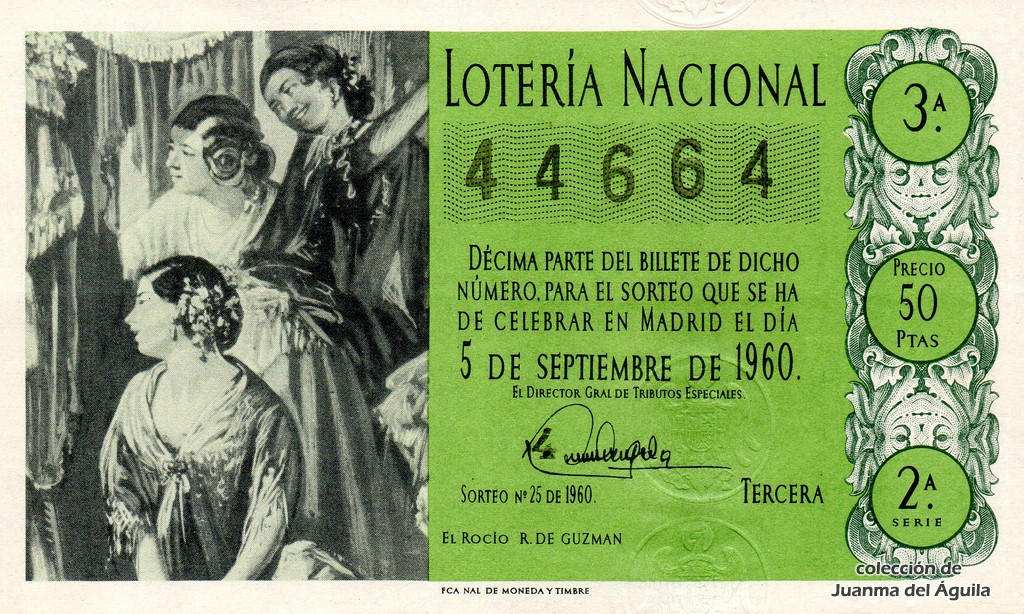 LOTERÍA NACIONAL
44664
DÉCIMA PARTE DEL BILLETE DE DICHO
NÚMERO, PARA EL SORTEO QUE SE HA
DE CELEBRAR EN MADRID EL DÍA
5 DE SEPTIEMBRE DE 1960.
EL DIRECTOR GRAL DE TRIBUTOS ESPECIALES.
SORTEO Nº 25 DE 1960.
TERCERA
EL ROCÍO R. DE GUZMAN
FCA NAL DE MONEDA Y TIMBRE
3.ª
PRECIO
50
PTAS
2.ª
SERIE
colección de
Juanma del Águila